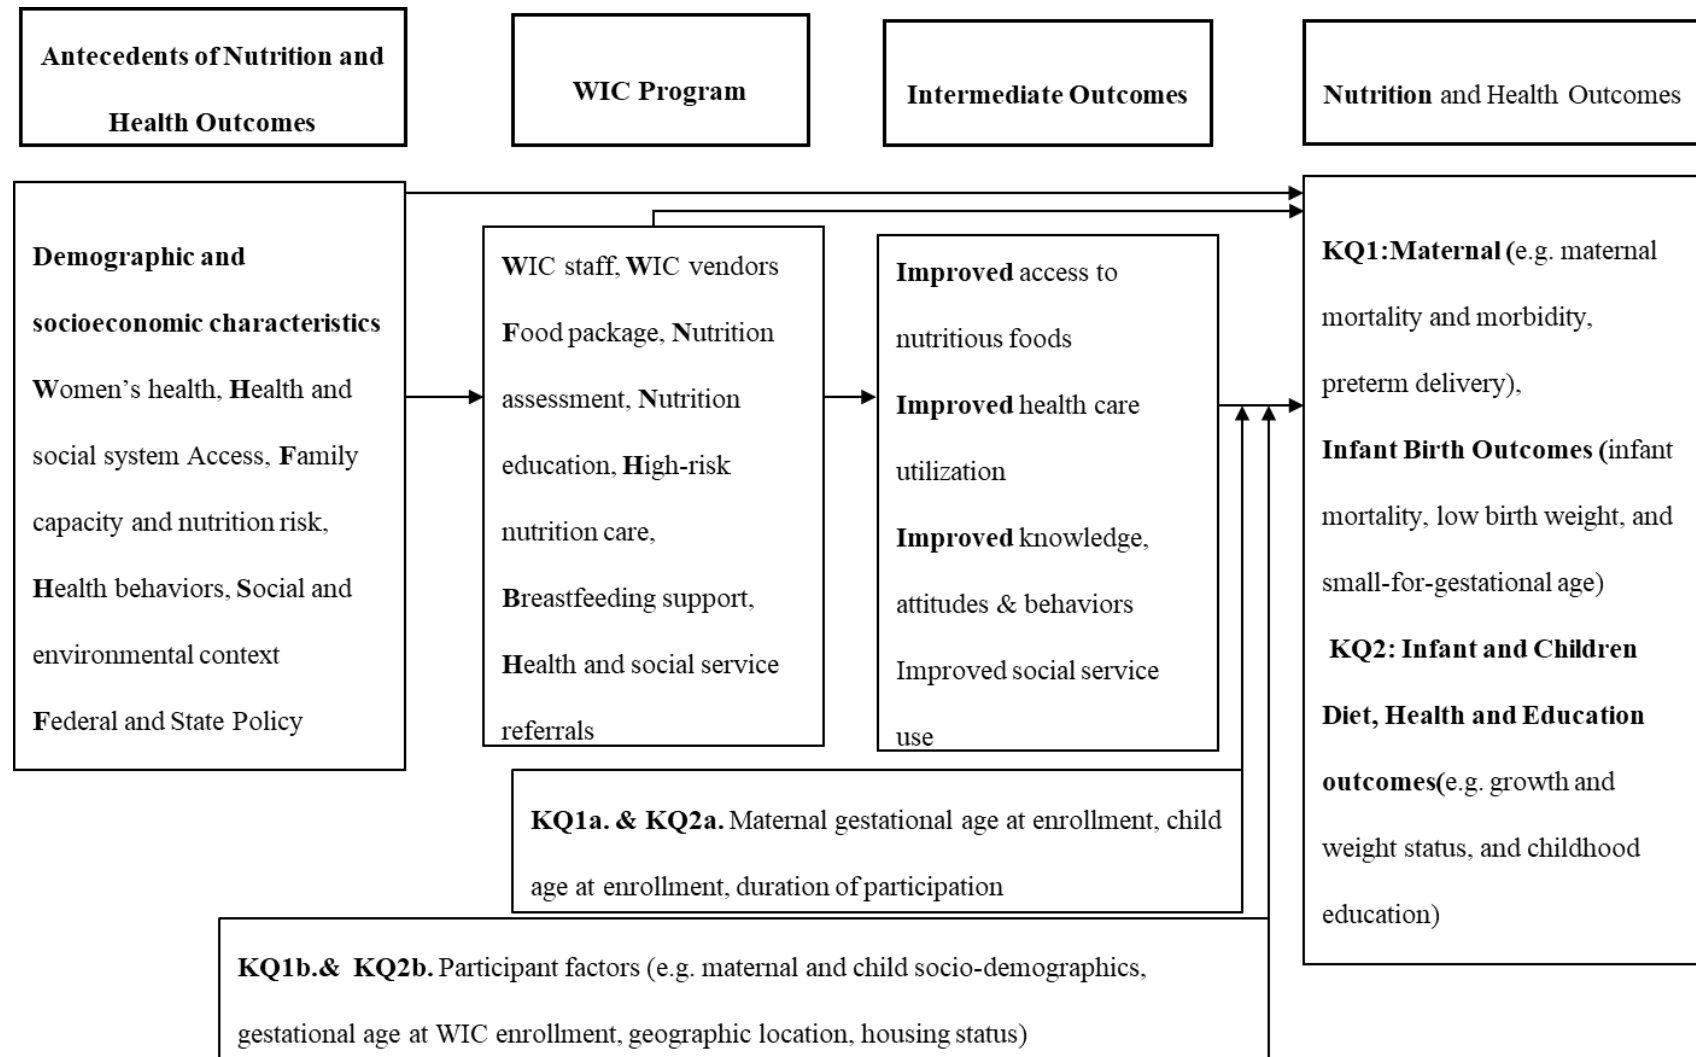 Antecedents of Nutrition and
Health Outcomes
WIC Program
Intermediate Outcomes
Nutrition and Health Outcomes
Demographic and
socioeconomic characteristics
Women’s health, Health and
social system Access, Family
capacity and nutrition risk,
Health behaviors, Social and
environmental context
Federal and State Policy
WIC staff, WIC vendors
Food package, Nutrition
assessment, Nutrition
education, High-risk
nutrition care,
Breastfeeding support,
Health and social service
referrals
Improved access to
nutritious foods
Improved health care
utilization
Improved knowledge,
attitudes & behaviors
Improved social service
use
KQ1:Maternal (e.g. maternal
mortality and morbidity,
preterm delivery),
Infant Birth Outcomes (infant
mortality, low birth weight, and
small-for-gestational age)
KQ2: Infant and Children
Diet, Health and Education
outcomes(e.g. growth and
weight status, and childhood
education)
KQ1a. & KQ2a. Maternal gestational age at enrollment, child
age at enrollment, duration of participation
KQ1b.& KQ2b. Participant factors (e.g. maternal and child socio-demographics,
gestational age at WIC enrollment, geographic location, housing status)